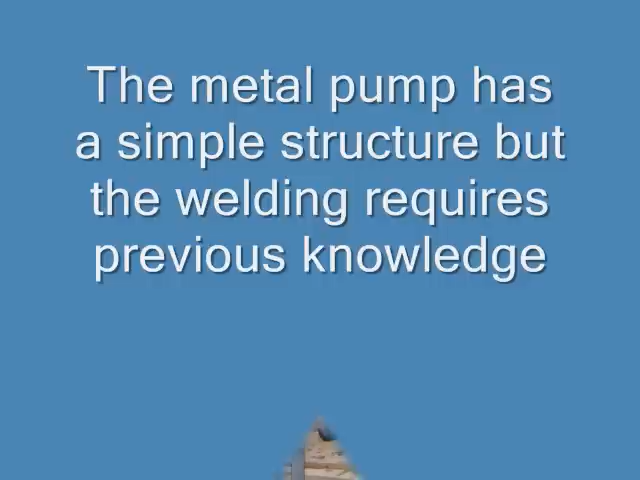 The metal pump has
a simple structure but
the welding requires
previous knowledge